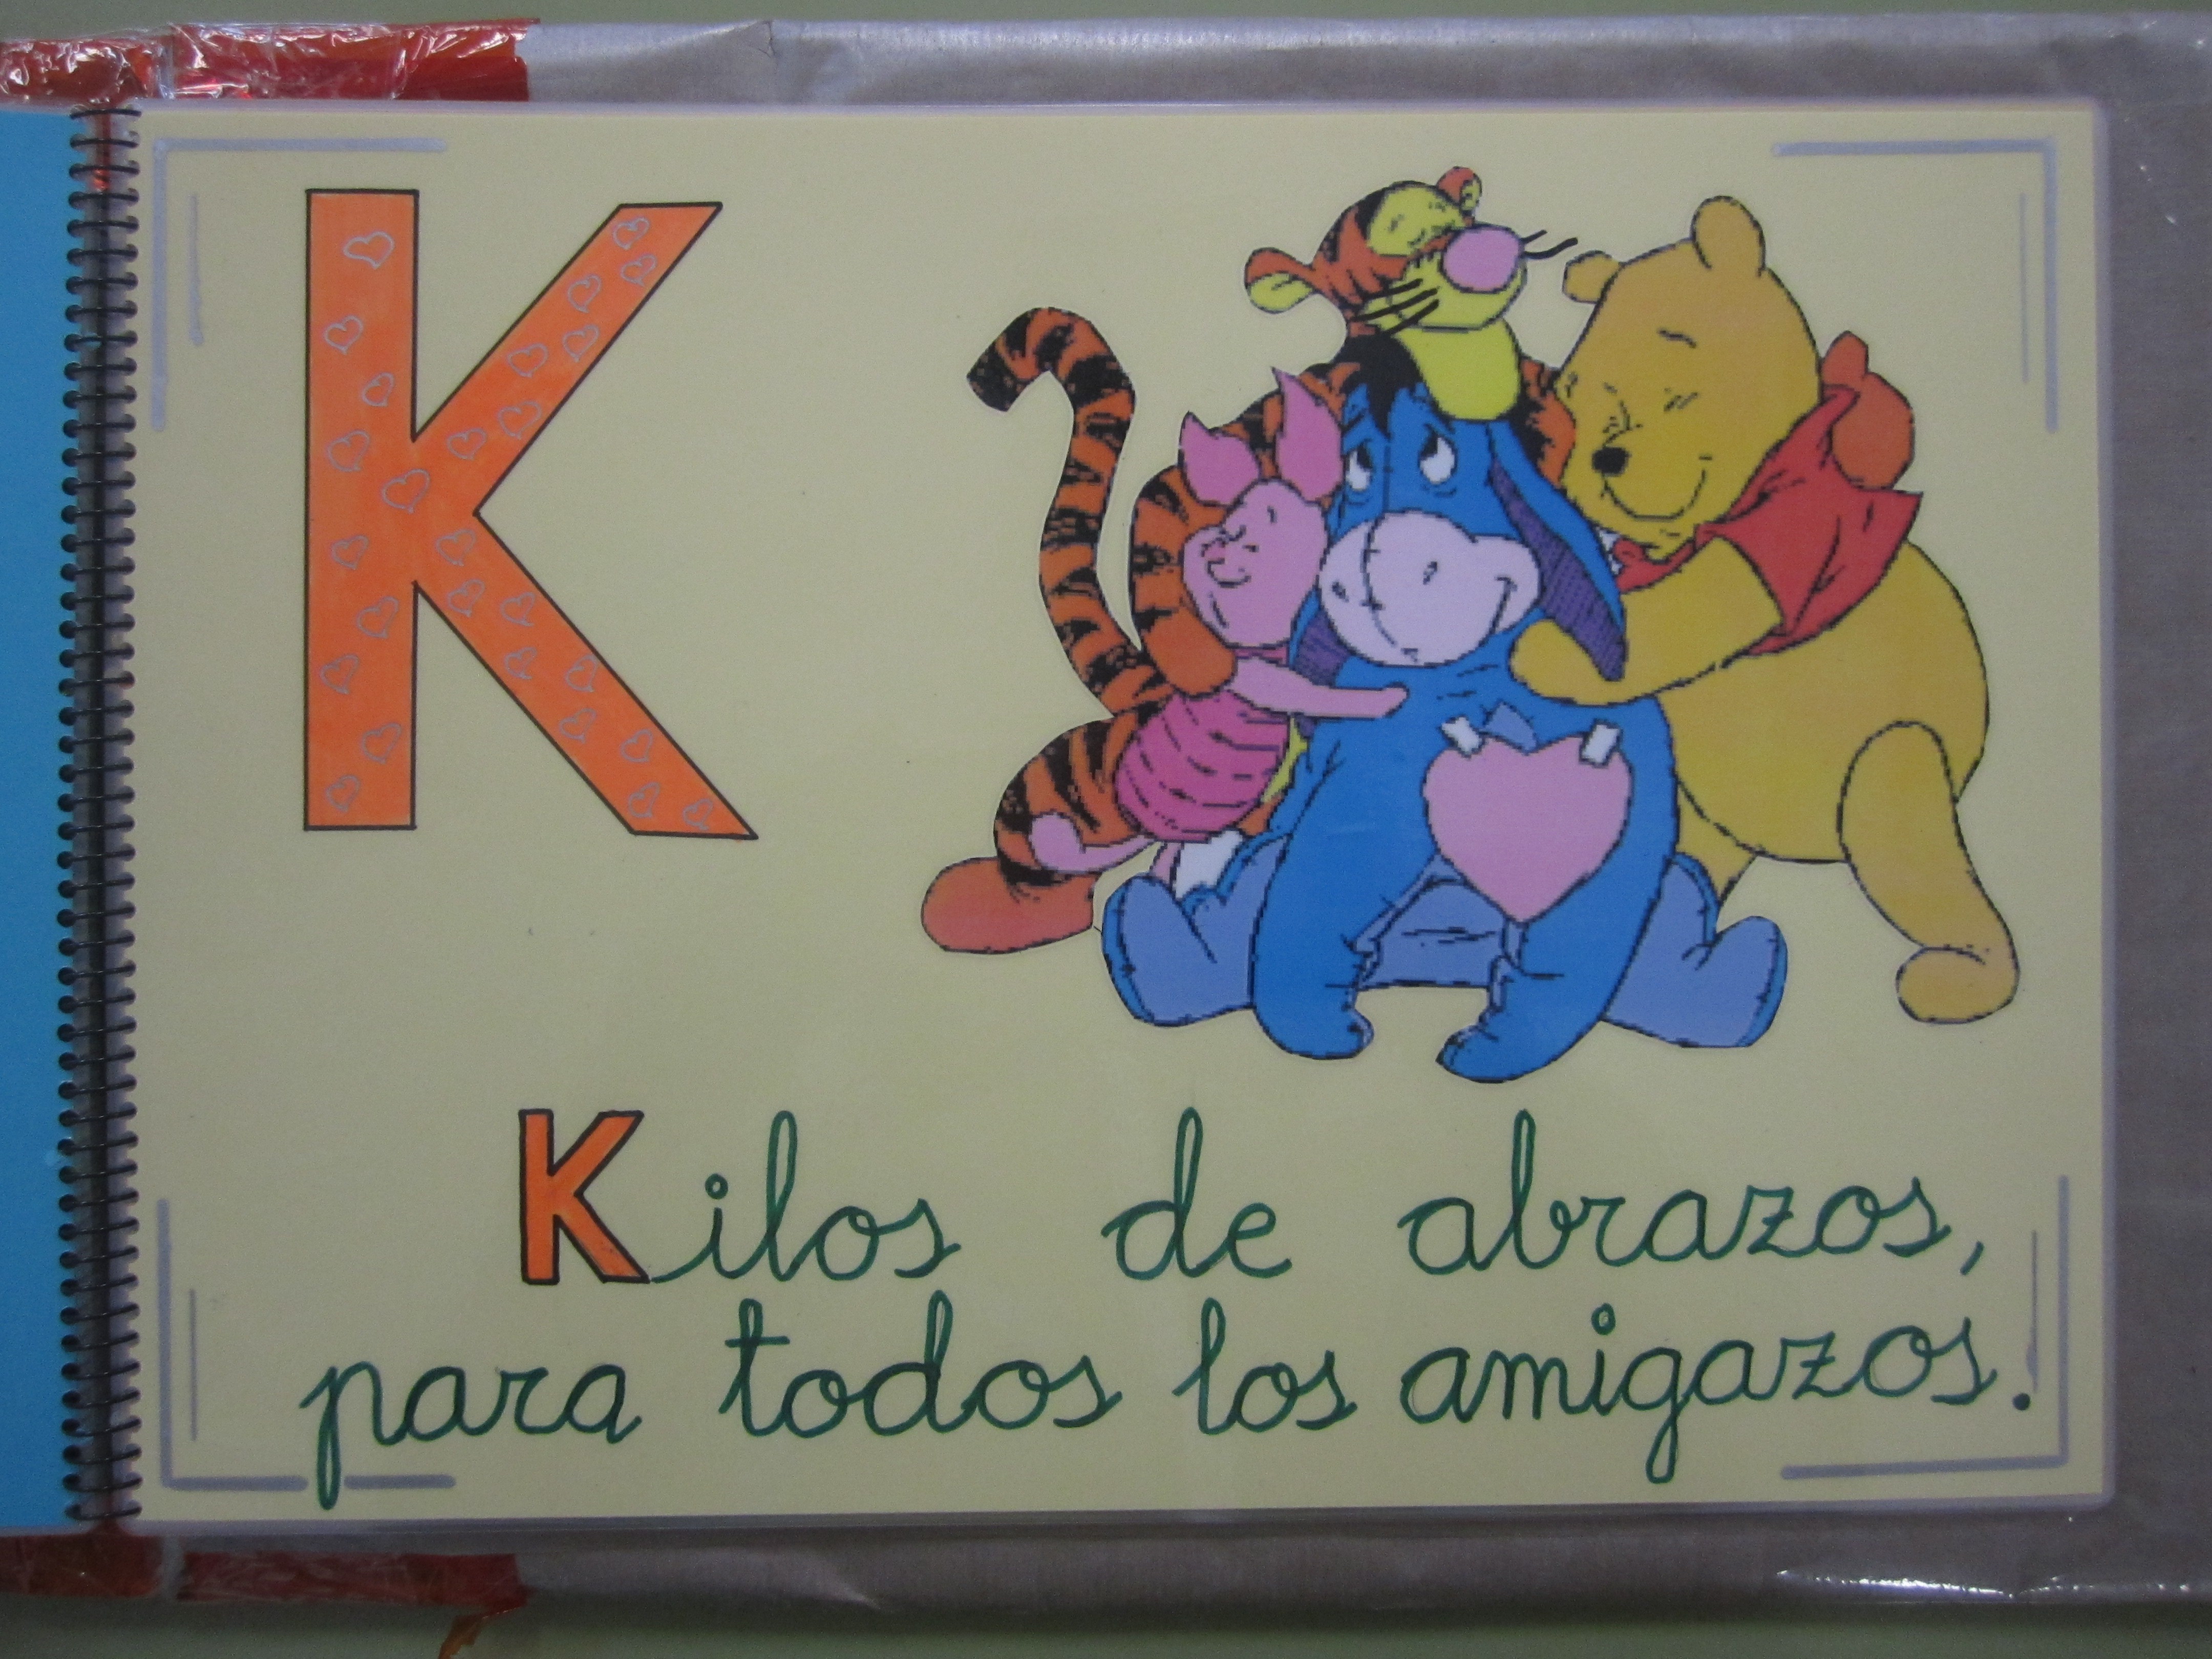 K
Kilos de abrazos,
para todos los amigazos.